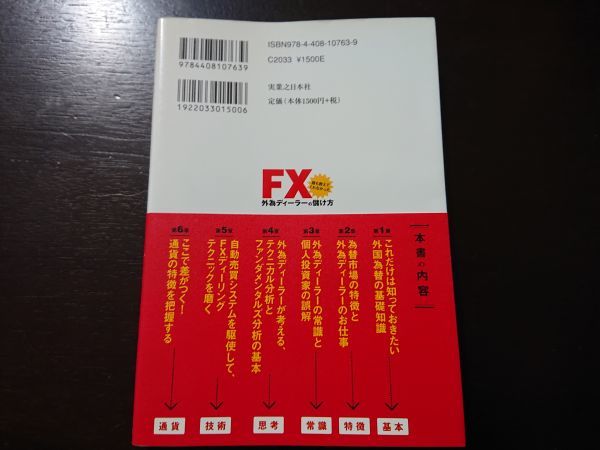 ISBN978-4-408-10763-9
C2033 ¥1500E
9784408107639
実業之日本社
定価(本体1500円+税)
1922033015006
FX
誰も教えてくれなかった
外為ディーラーの儲け方
本書の内容
第1章
これだけは知っておきたい
外国為替の基礎知識
基本
第2章
為替市場の特徴と
外為ディーラーのお仕事
特徴
第3章
外為ディーラーの常識と
個人投資家の誤解
常識
第4章
外為ディーラーが考える、
テクニカル分析と
ファンダメンタルズ分析の基本
思考
第5章
自動売買システムを駆使して、
FXディーリング
テクニックを磨く
技術
第6章
ここで差がつく!
通貨の特徴を把握する
通貨